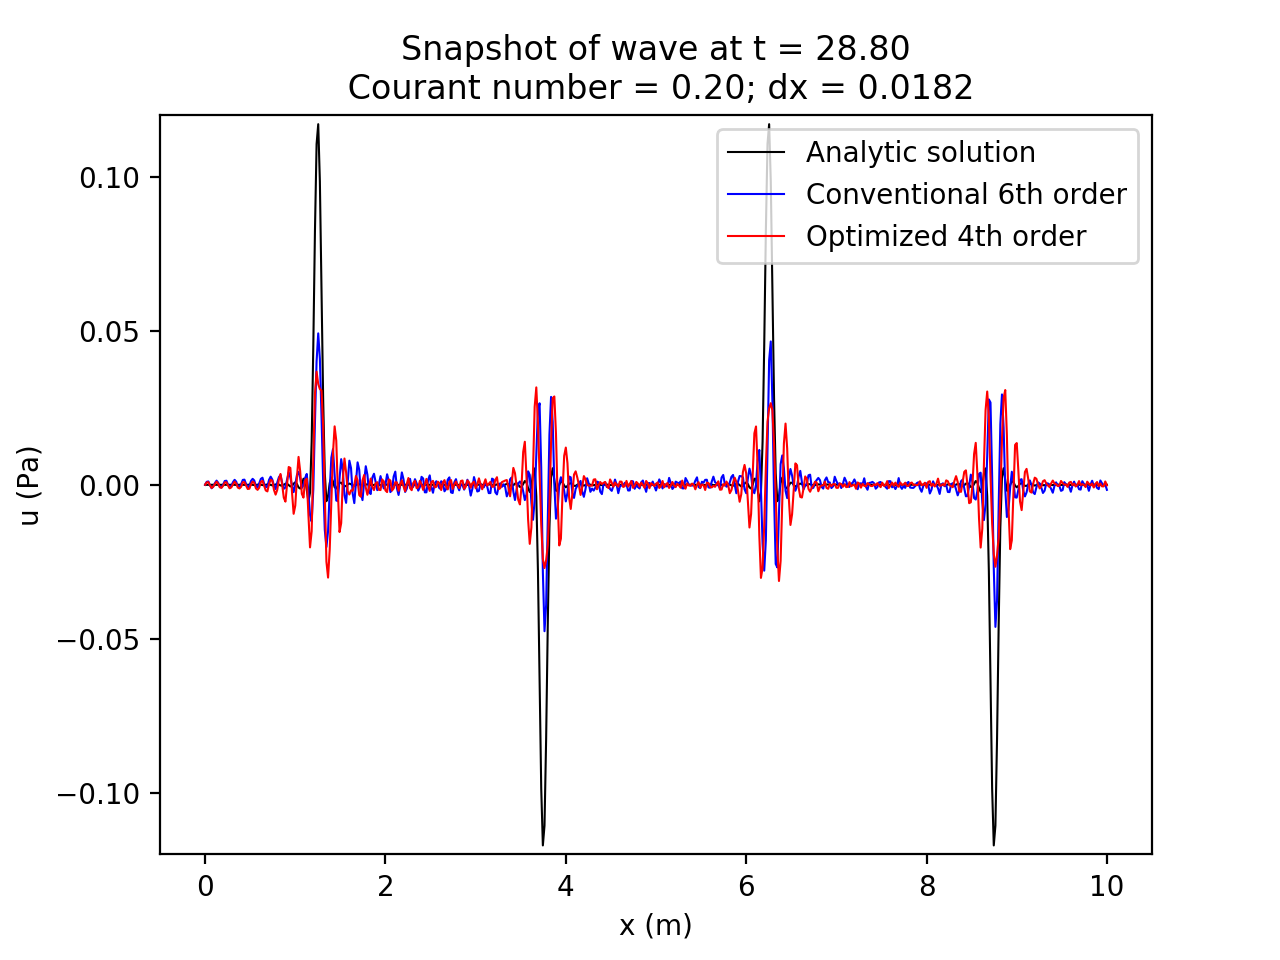 Snapshot of wave at t = 28.80
Courant number = 0.20; dx = 0.0182
Analytic solution
Conventional 6th order
Optimized 4th order
0.10
0.05
0.00
−0.05
−0.10
u (Pa)
0 2 4 6 8 10
x (m)